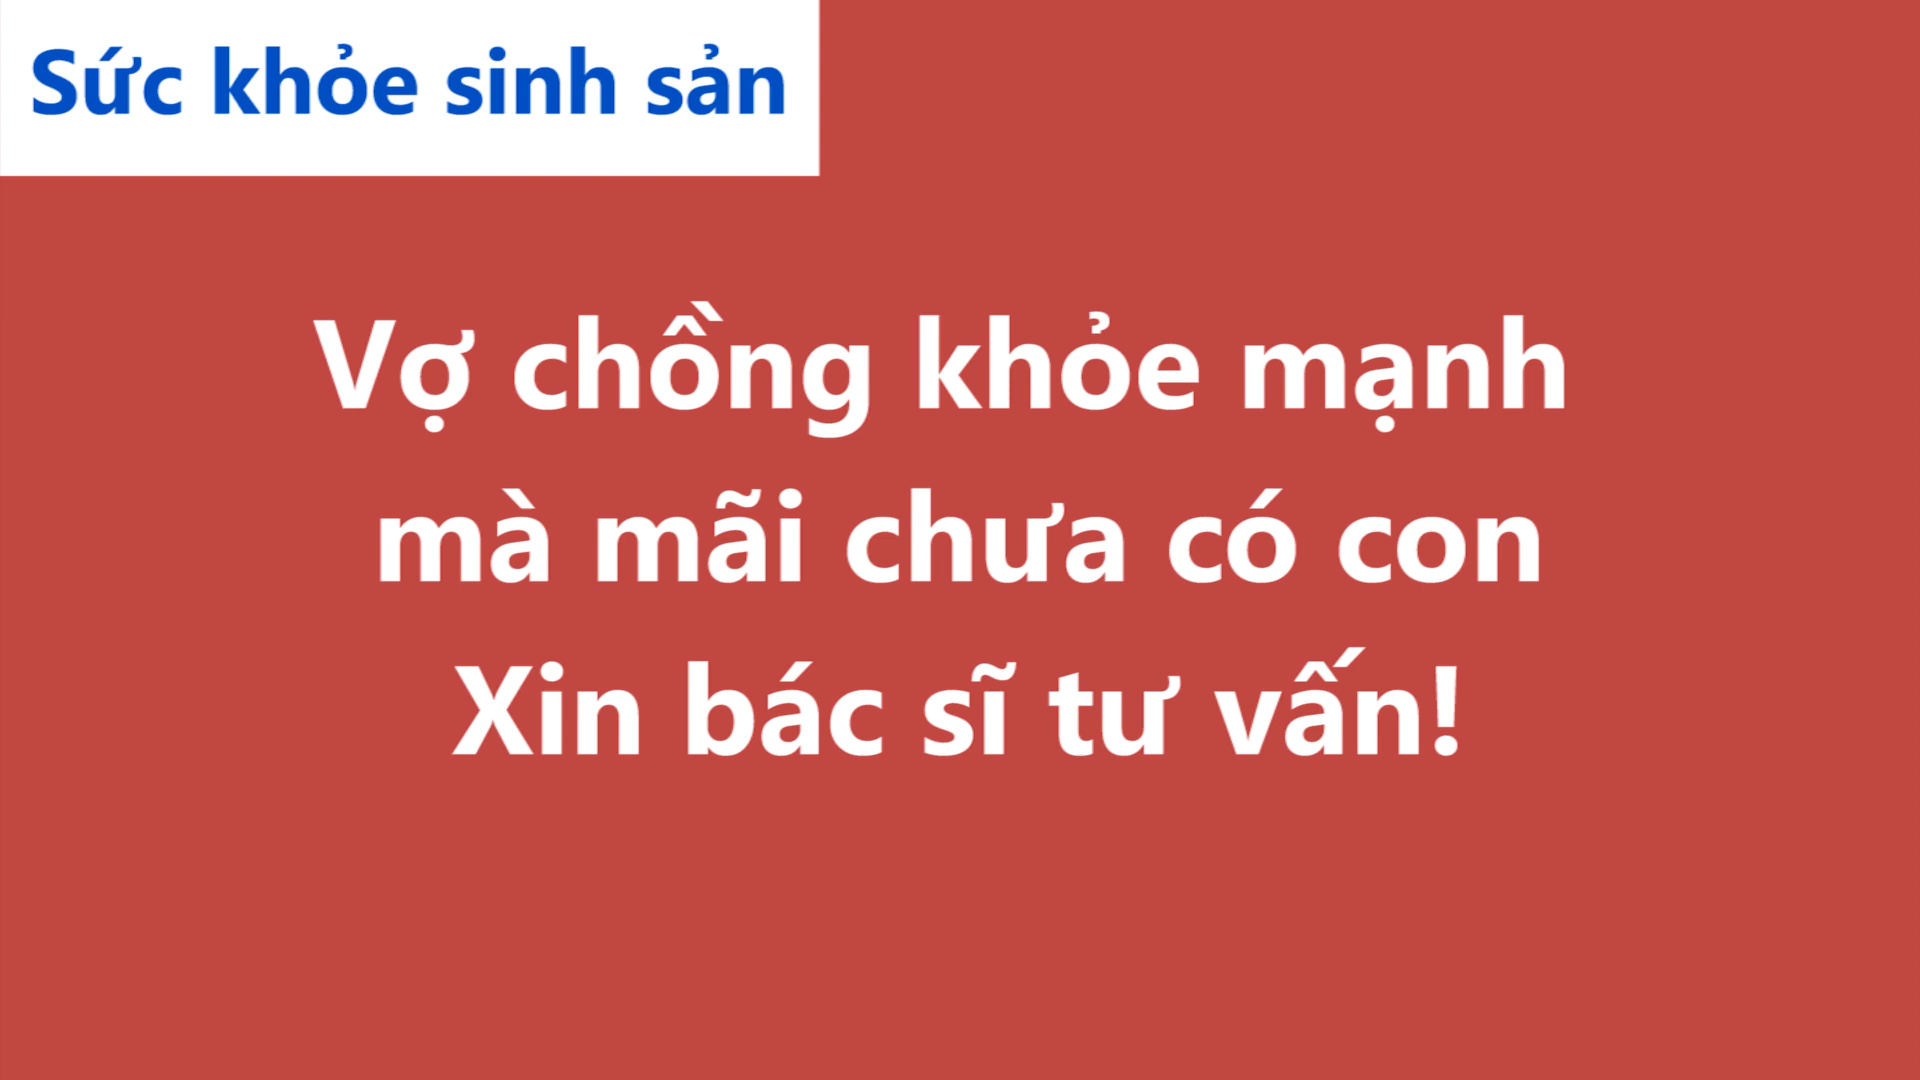 Sức khỏe sinh sản
Vợ chồng khỏe mạnh
mà mãi chưa có con
Xin bác sĩ tư vấn!